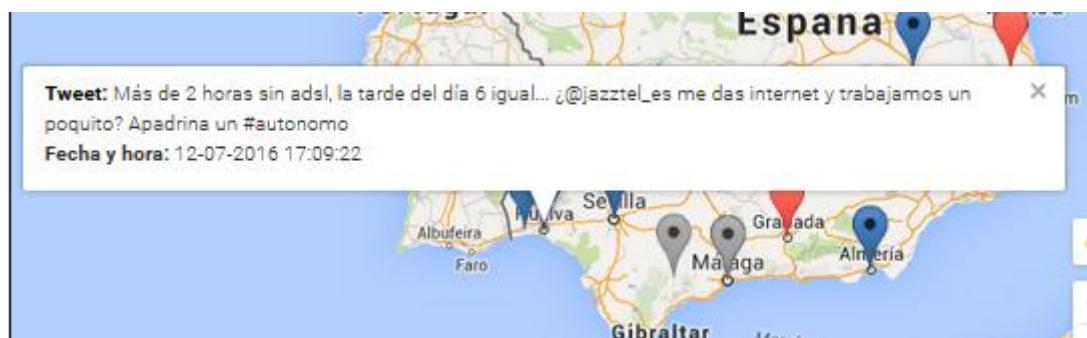 Portugal
España
Tweet: Más de 2 horas sin adsl, la tarde del día 6 igual... ¿@jazztel_es me das internet y trabajamos un
poquito? Apadrina un #autonomo
Fecha y hora: 12-07-2016 17:09:22
×
Sevilla
Huelva
Granada
Albufeira
Faro
Málaga
Almería
Gibraltar